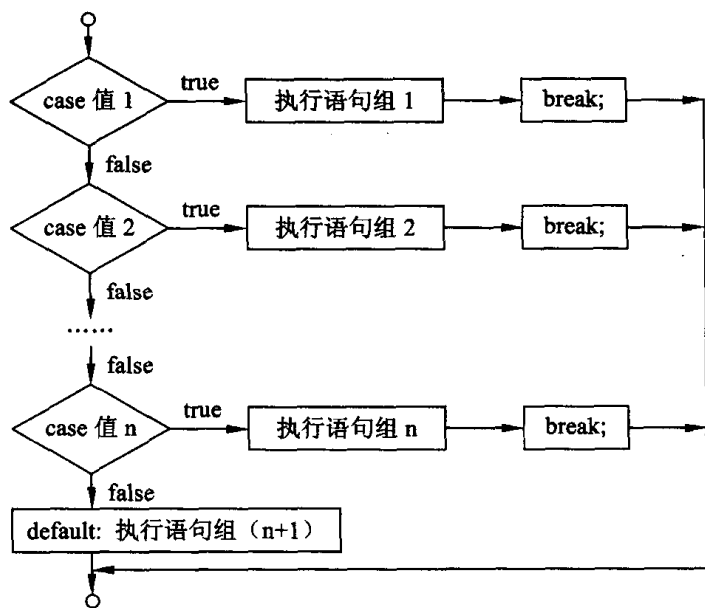 true
case 值 1
执行语句组 1
break;
false
true
case 值 2
执行语句组 2
break;
false
……
false
true
case 值 n
执行语句组 n
break;
false
default: 执行语句组（n+1）